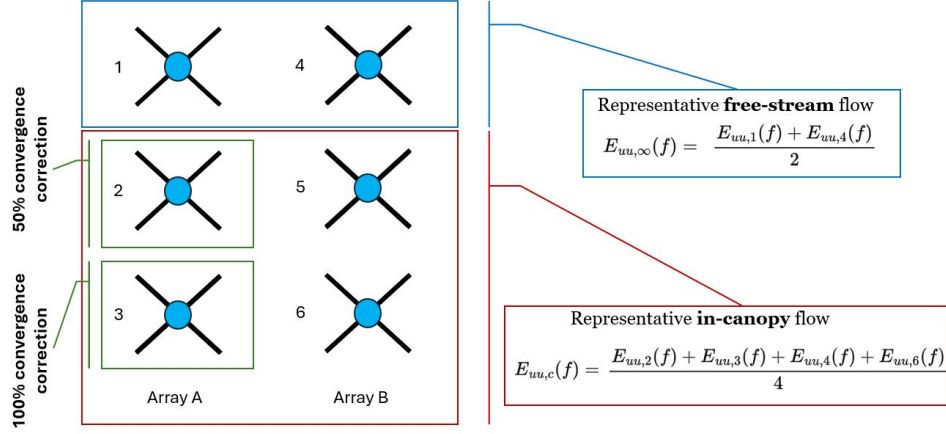 50% convergence
correction
100% convergence
correction
1
4
2
5
3
6
Array A
Array B
Representative free-stream flow
E_{uu,∞}(f) = \frac{E_{uu,1}(f) + E_{uu,4}(f)}{2}
Representative in-canopy flow
E_{uu,c}(f) = \frac{E_{uu,2}(f) + E_{uu,3}(f) + E_{uu,4}(f) + E_{uu,6}(f)}{4}